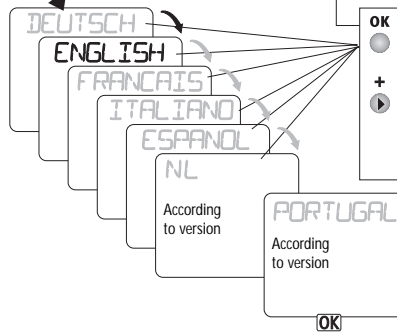 DEUTSCH
ENGLISH
FRANCAIS
ITALIANO
ESPANOL
NL
According
to version
PORTUGAL
According
to version
OK
OK
+